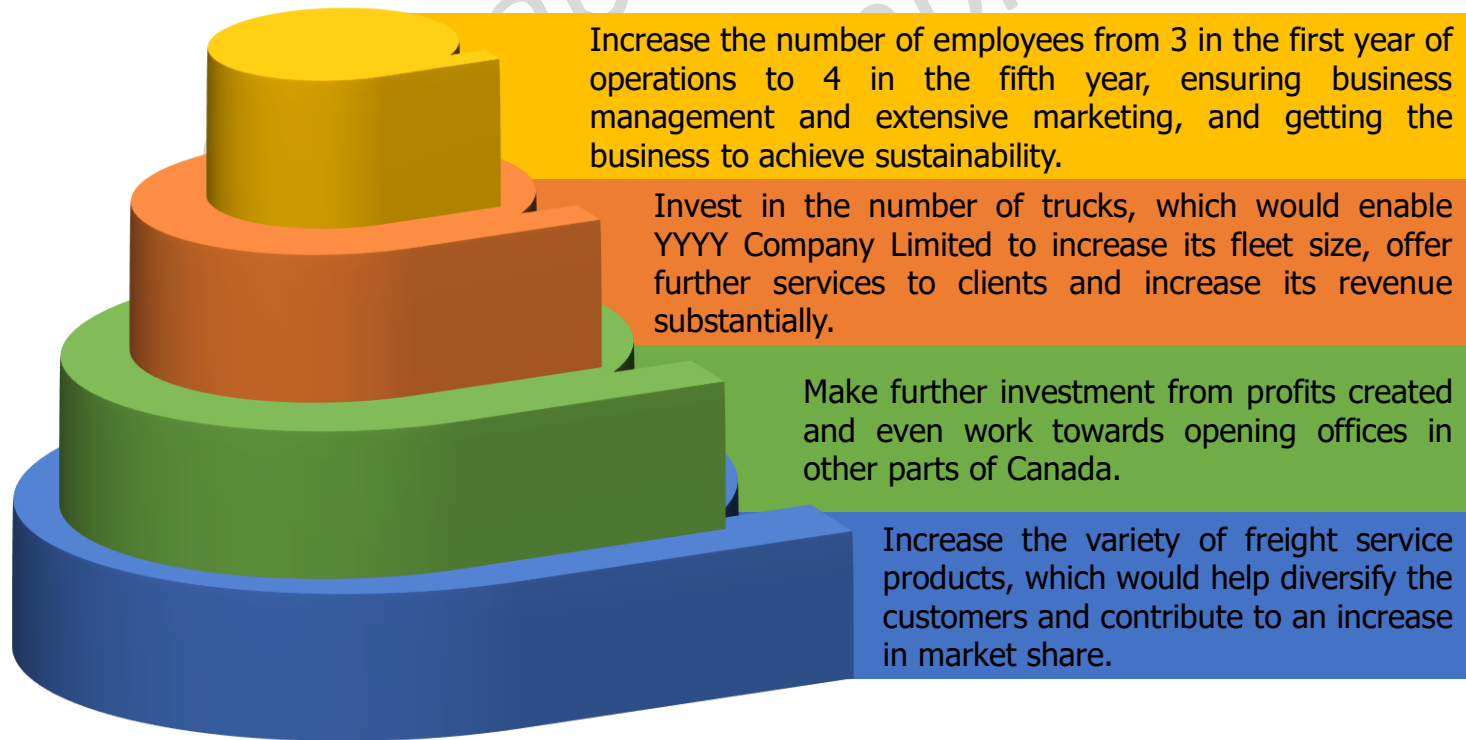 Increase the number of employees from 3 in the first year of
operations to 4 in the fifth year, ensuring business
management and extensive marketing, and getting the
business to achieve sustainability.
Invest in the number of trucks, which would enable
YYYY Company Limited to increase its fleet size, offer
further services to clients and increase its revenue
substantially.
Make further investment from profits created
and even work towards opening offices in
other parts of Canada.
Increase the variety of freight service
products, which would help diversify the
customers and contribute to an increase
in market share.